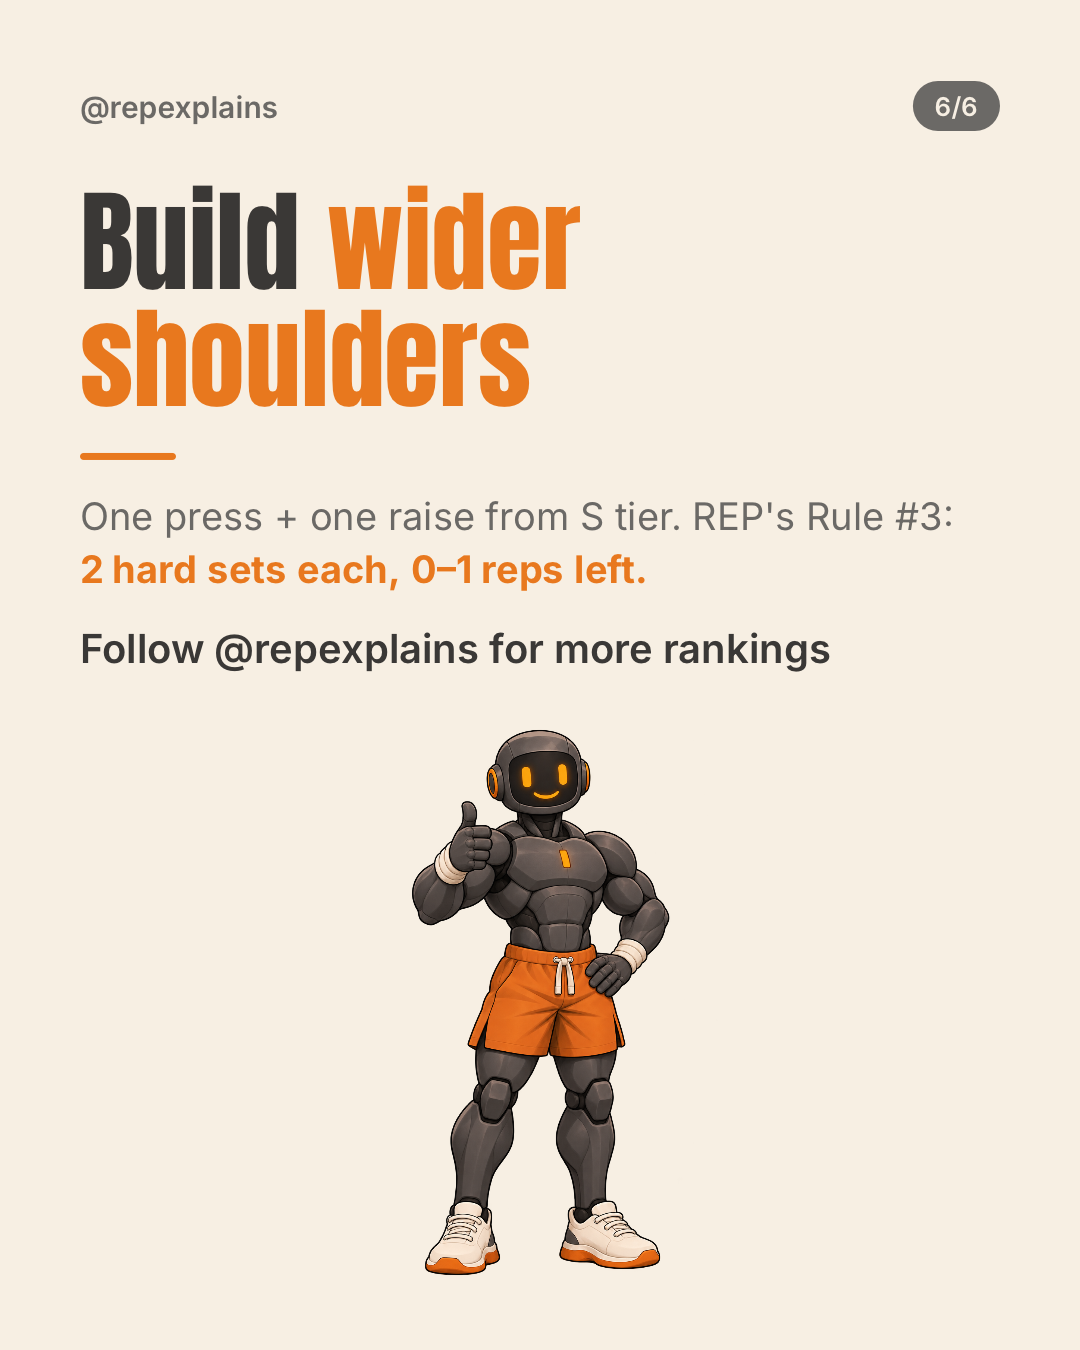 @repexplains
6/6
Build wider
shoulders
One press + one raise from S tier. REP's Rule #3:
2 hard sets each, 0–1 reps left.
Follow @repexplains for more rankings